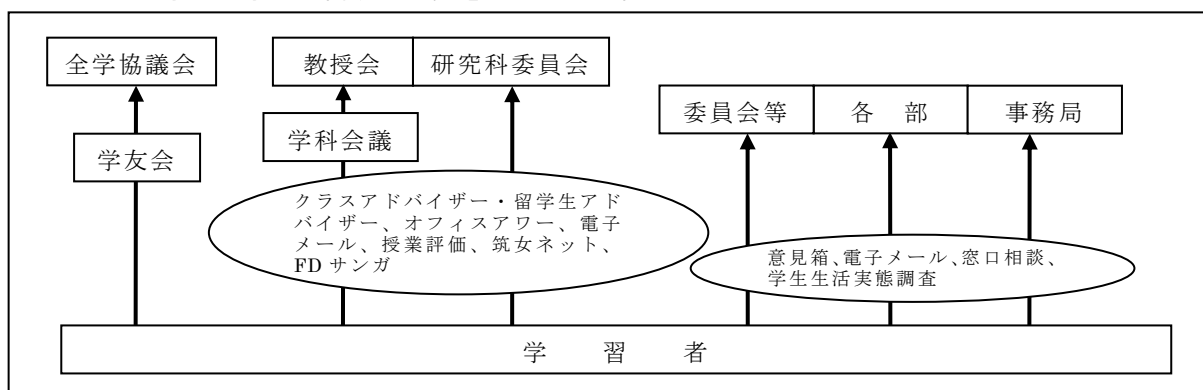 全学協議会
教授会
研究科委員会
委員会等
各 部
事務局
学友会
学科会議
クラスアドバイザー・留学生アド
バイザー、オフィスアワー、電子
メール、授業評価、筑女ネット、
FD サンガ
意見箱、電子メール、窓口相談、
学生生活実態調査
学 習 者